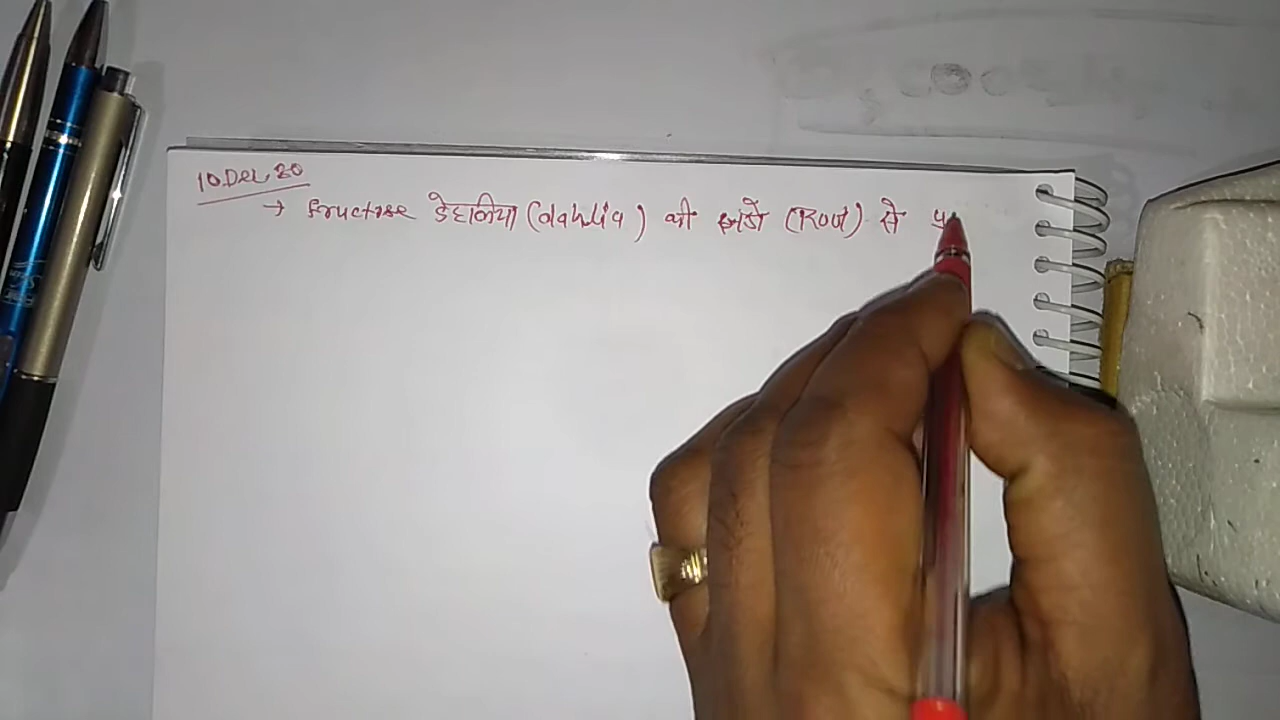 10 Dec 20
→ fructose डेहलिया (dahlia) की जड़ो (Root) से